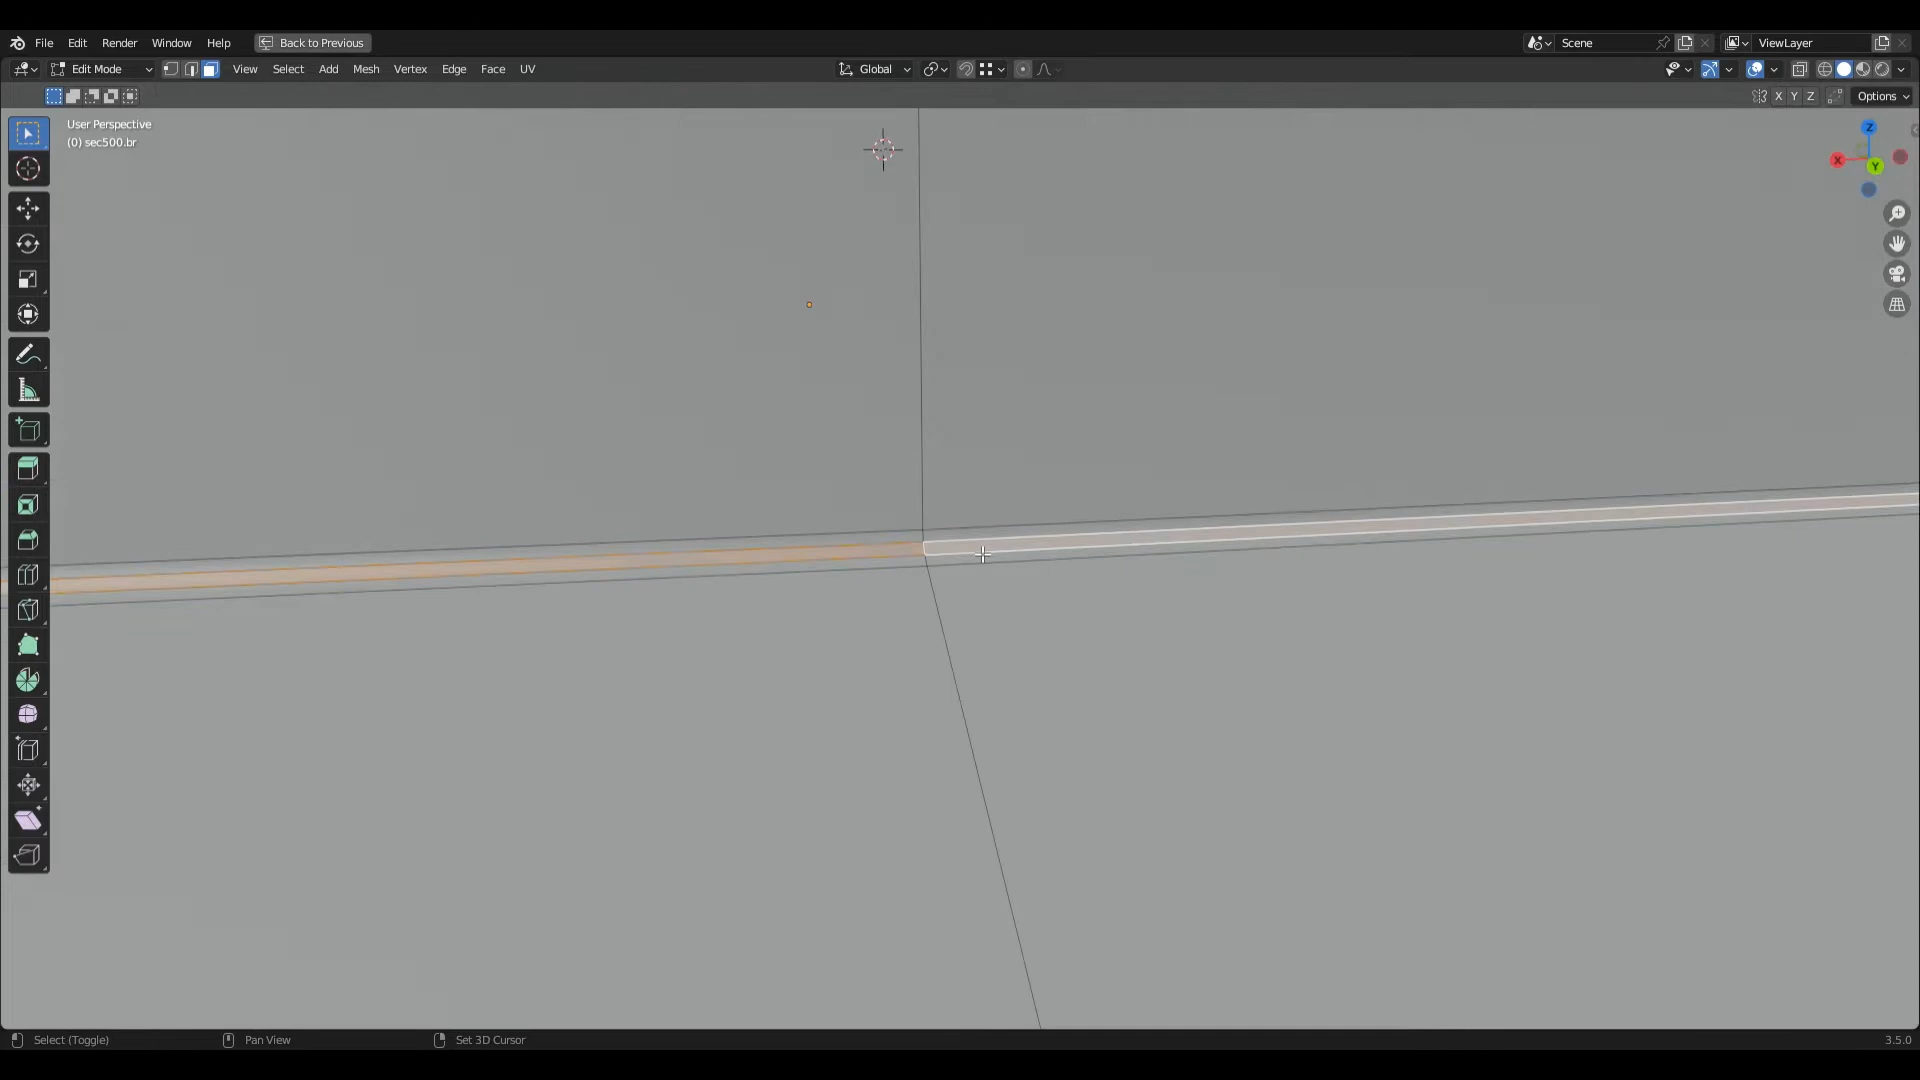 File Edit Render Window Help Back to Previous Scene ViewLayer
Edit Mode View Select Add Mesh Vertex Edge Face UV Global
X Y Z Options
User Perspective
(0) sec500.br
Z
X
Y
Select (Toggle) Pan View Set 3D Cursor 3.5.0